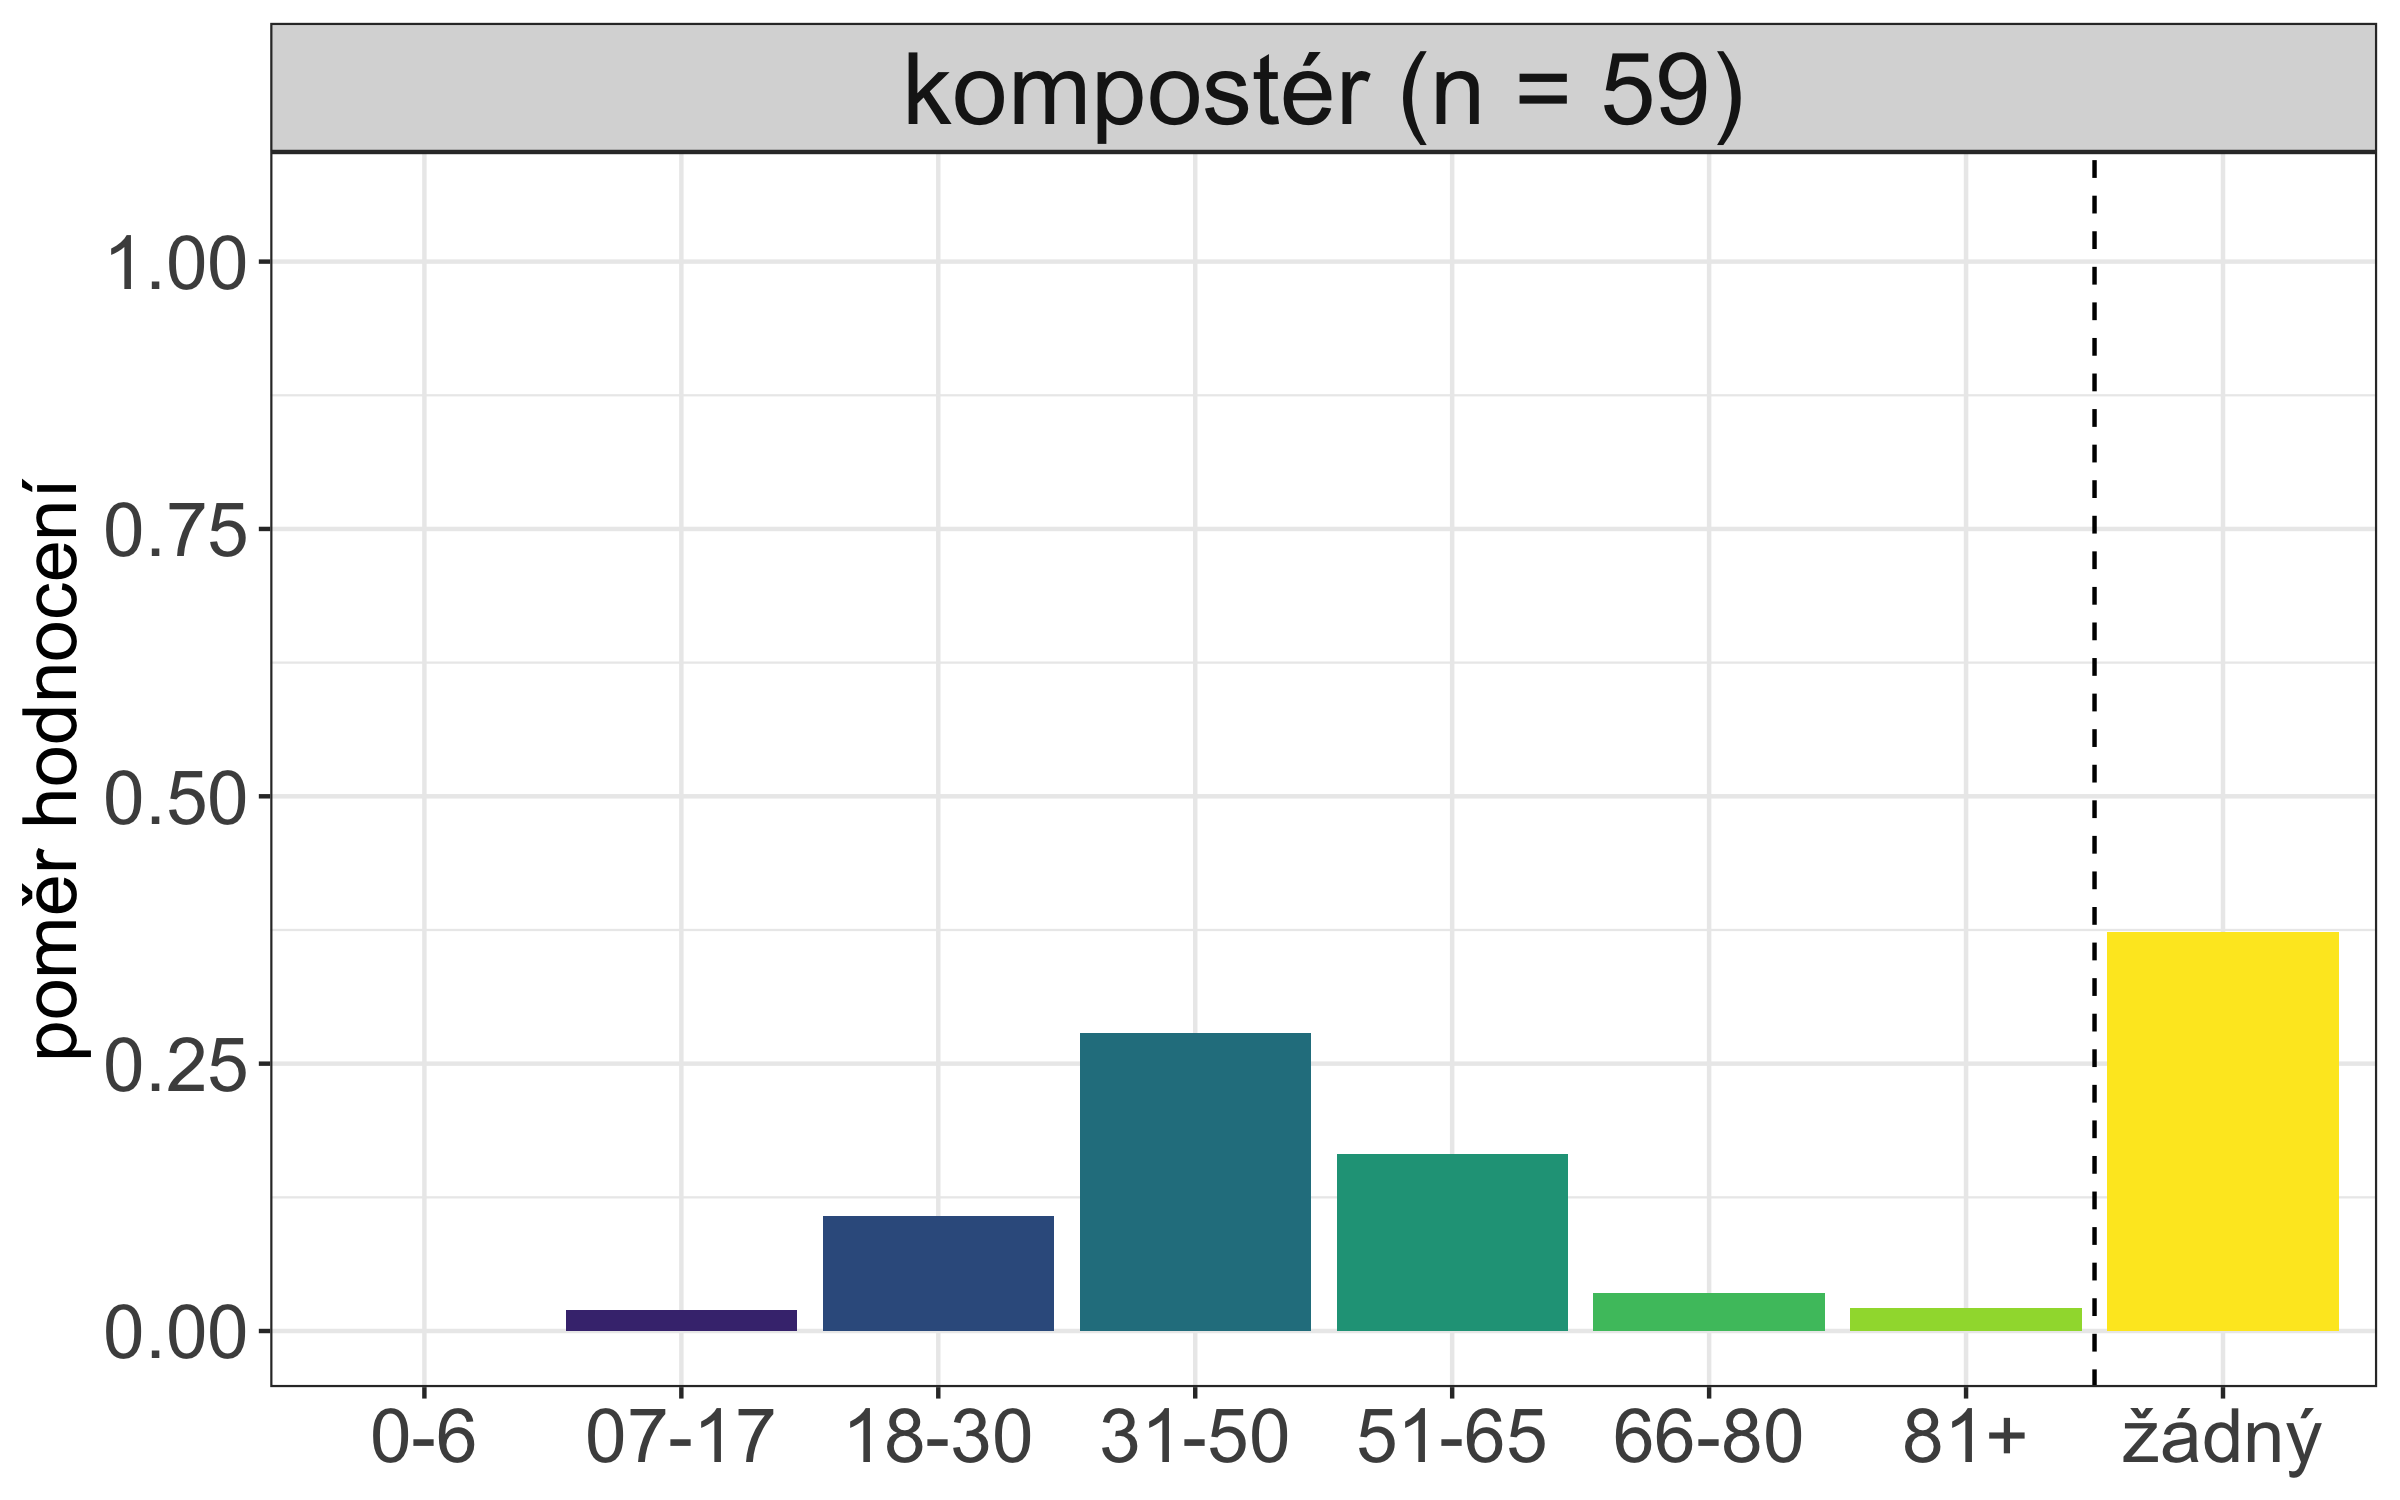 kompostér (n = 59)
poměr hodnocení
1.00
0.75
0.50
0.25
0.00
0-6 07-17 18-30 31-50 51-65 66-80 81+ žádný